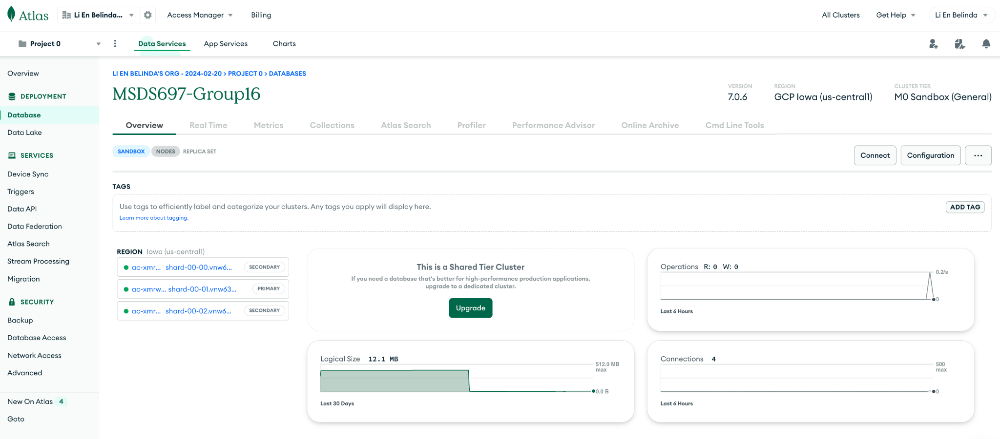 Atlas
Li En Belinda...
Access Manager
Billing
All Clusters
Get Help
Li En Belinda
Project 0
Data Services
App Services
Charts
Overview
DEPLOYMENT
Database
Data Lake
SERVICES
Device Sync
Triggers
Data API
Data Federation
Atlas Search
Stream Processing
Migration
SECURITY
Backup
Database Access
Network Access
Advanced
New On Atlas 4
Goto
LI EN BELINDA'S ORG - 2024-02-20 > PROJECT 0 > DATABASES
MSDS697-Group16
VERSION
7.0.6
REGION
GCP Iowa (us-central1)
CLUSTER TIER
M0 Sandbox (General)
Overview
Real Time
Metrics
Collections
Atlas Search
Profiler
Performance Advisor
Online Archive
Cmd Line Tools
SANDBOX NODES REPLICA SET
Connect
Configuration
...
TAGS
Use tags to efficiently label and categorize your clusters. Any tags you apply will display here.
Learn more about tagging.
ADD TAG
REGION Iowa (us-central1)
ac-xmr... shard-00-00.vnw6... SECONDARY
ac-xmrw... shard-00-01.vnw63... PRIMARY
ac-xmr... shard-00-02.vnw6... SECONDARY
This is a Shared Tier Cluster
If you need a database that's better for high-performance production applications,
upgrade to a dedicated cluster.
Upgrade
Operations R: 0 W: 0
0.2/s
0
Last 6 Hours
Logical Size 12.1 MB
512.0 MB
max
0.0 B
Last 30 Days
Connections 4
500
max
0
Last 6 Hours